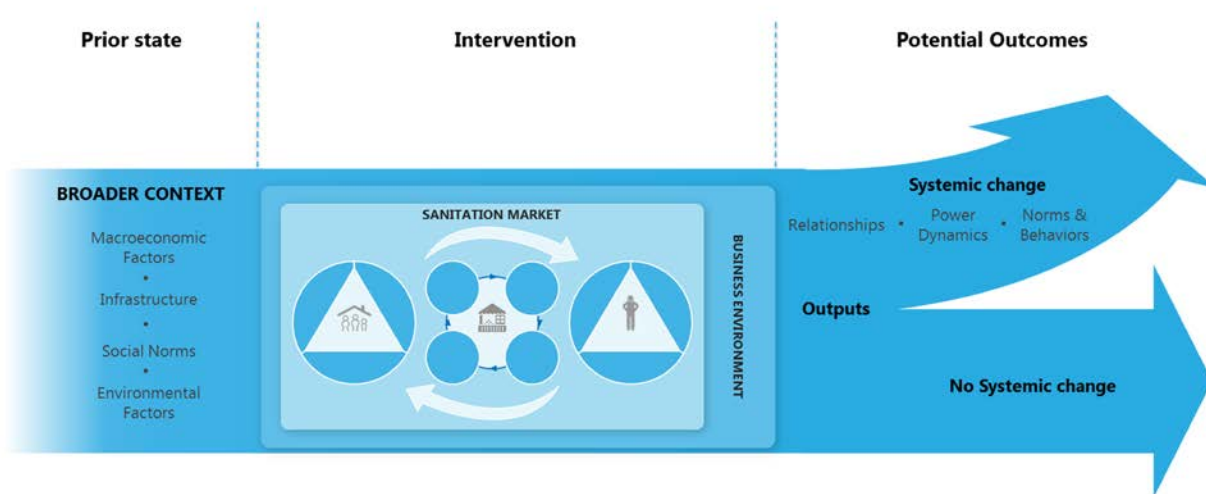 Prior state
Intervention
Potential Outcomes
BROADER CONTEXT
Macroeconomic
Factors
•
Infrastructure
•
Social Norms
•
Environmental
Factors
SANITATION MARKET
BUSINESS ENVIRONMENT
Systemic change
Relationships • Power Dynamics • Norms & Behaviors
Outputs
No Systemic change